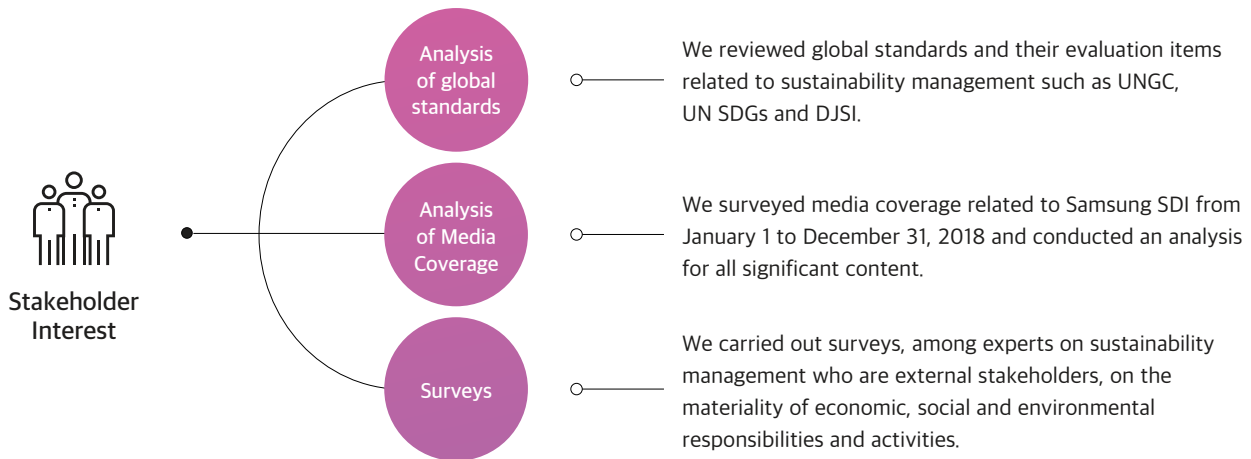 Stakeholder
Interest
Analysis
of global
standards
We reviewed global standards and their evaluation items
related to sustainability management such as UNGC,
UN SDGs and DJSI.
Analysis
of Media
Coverage
We surveyed media coverage related to Samsung SDI from
January 1 to December 31, 2018 and conducted an analysis
for all significant content.
Surveys
We carried out surveys, among experts on sustainability
management who are external stakeholders, on the
materiality of economic, social and environmental
responsibilities and activities.